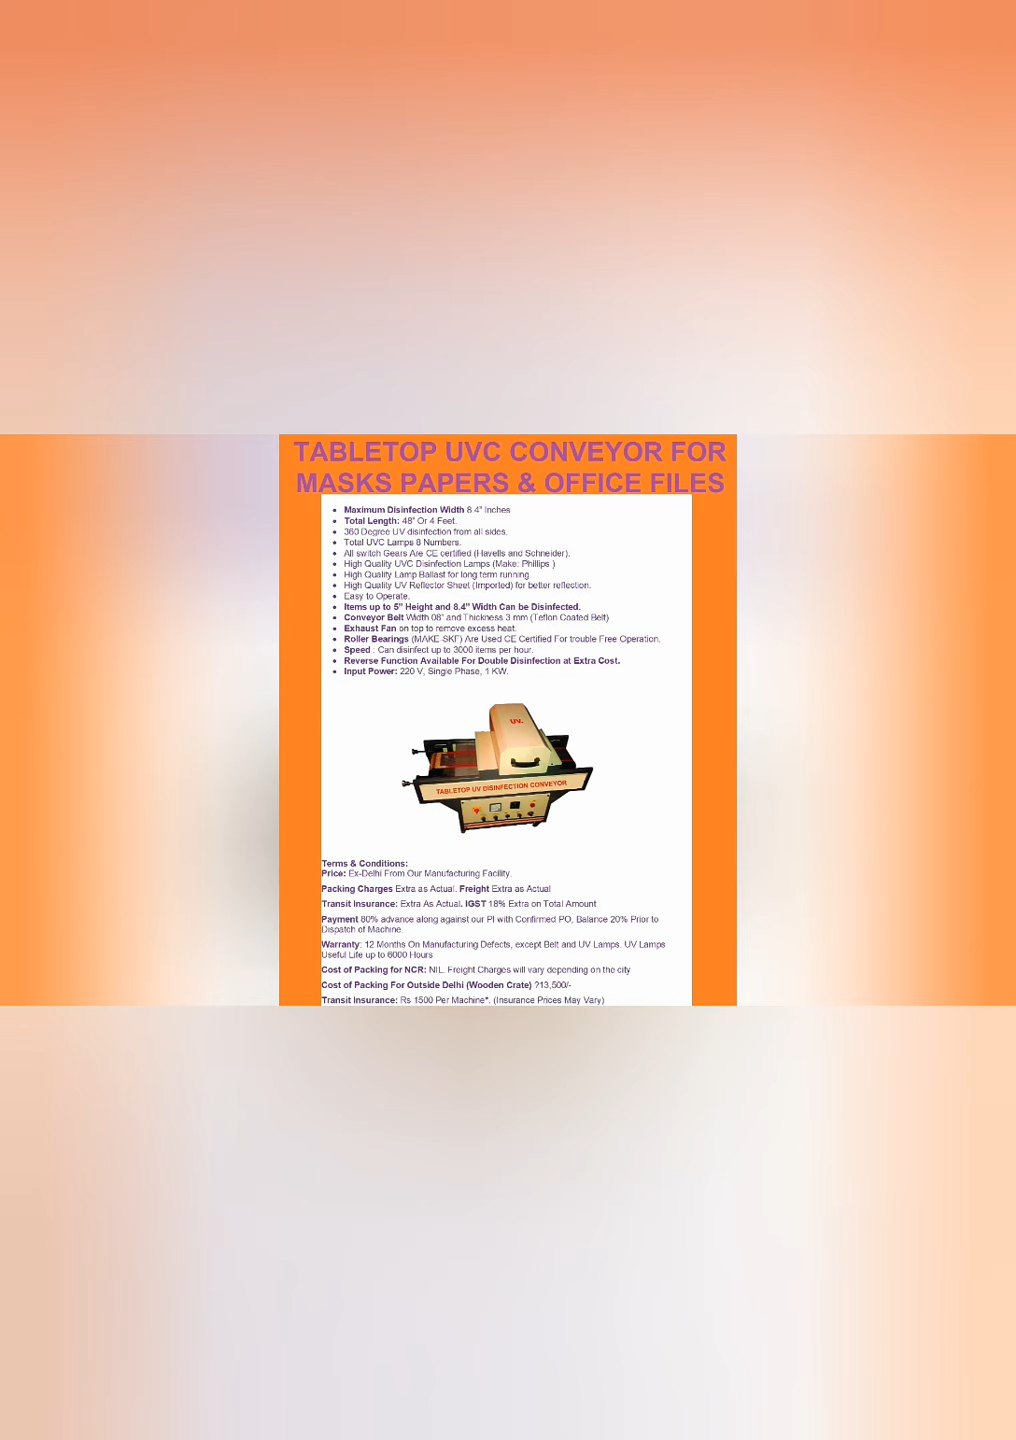 TABLETOP UVC CONVEYOR FOR
MASKS PAPERS & OFFICE FILES
• Maximum Disinfection Width 8.4" Inches
• Total Length: 48" Or 4 Feet.
• 360 Degree UV disinfection from all sides.
• Total UVC Lamps 8 Numbers.
• All switch Gears Are CE certified (Havells and Schneider).
• High Quality UVC Disinfection Lamps (Make: Phillips )
• High Quality Lamp Ballast for long term running.
• High Quality UV Reflector Sheet (Imported) for better reflection.
• Easy to Operate.
• Items up to 5" Height and 8.4" Width Can be Disinfected.
• Conveyor Belt Width 08" and Thickness 3 mm (Teflon Coated Belt)
• Exhaust Fan on top to remove excess heat.
• Roller Bearings (MAKE-SKF) Are Used CE Certified For trouble Free Operation.
• Speed : Can disinfect up to 3000 items per hour.
• Reverse Function Available For Double Disinfection at Extra Cost.
• Input Power: 220 V, Single Phase, 1 KW.
UV.
TABLETOP UV DISINFECTION CONVEYOR
Terms & Conditions:
Price: Ex-Delhi From Our Manufacturing Facility.
Packing Charges Extra as Actual. Freight Extra as Actual
Transit Insurance: Extra As Actual. IGST 18% Extra on Total Amount
Payment 80% advance along against our PI with Confirmed PO, Balance 20% Prior to
Dispatch of Machine.
Warranty: 12 Months On Manufacturing Defects, except Belt and UV Lamps. UV Lamps
Useful Life up to 6000 Hours
Cost of Packing for NCR: NIL. Freight Charges will vary depending on the city
Cost of Packing For Outside Delhi (Wooden Crate) ?13,500/-
Transit Insurance: Rs 1500 Per Machine*. (Insurance Prices May Vary)